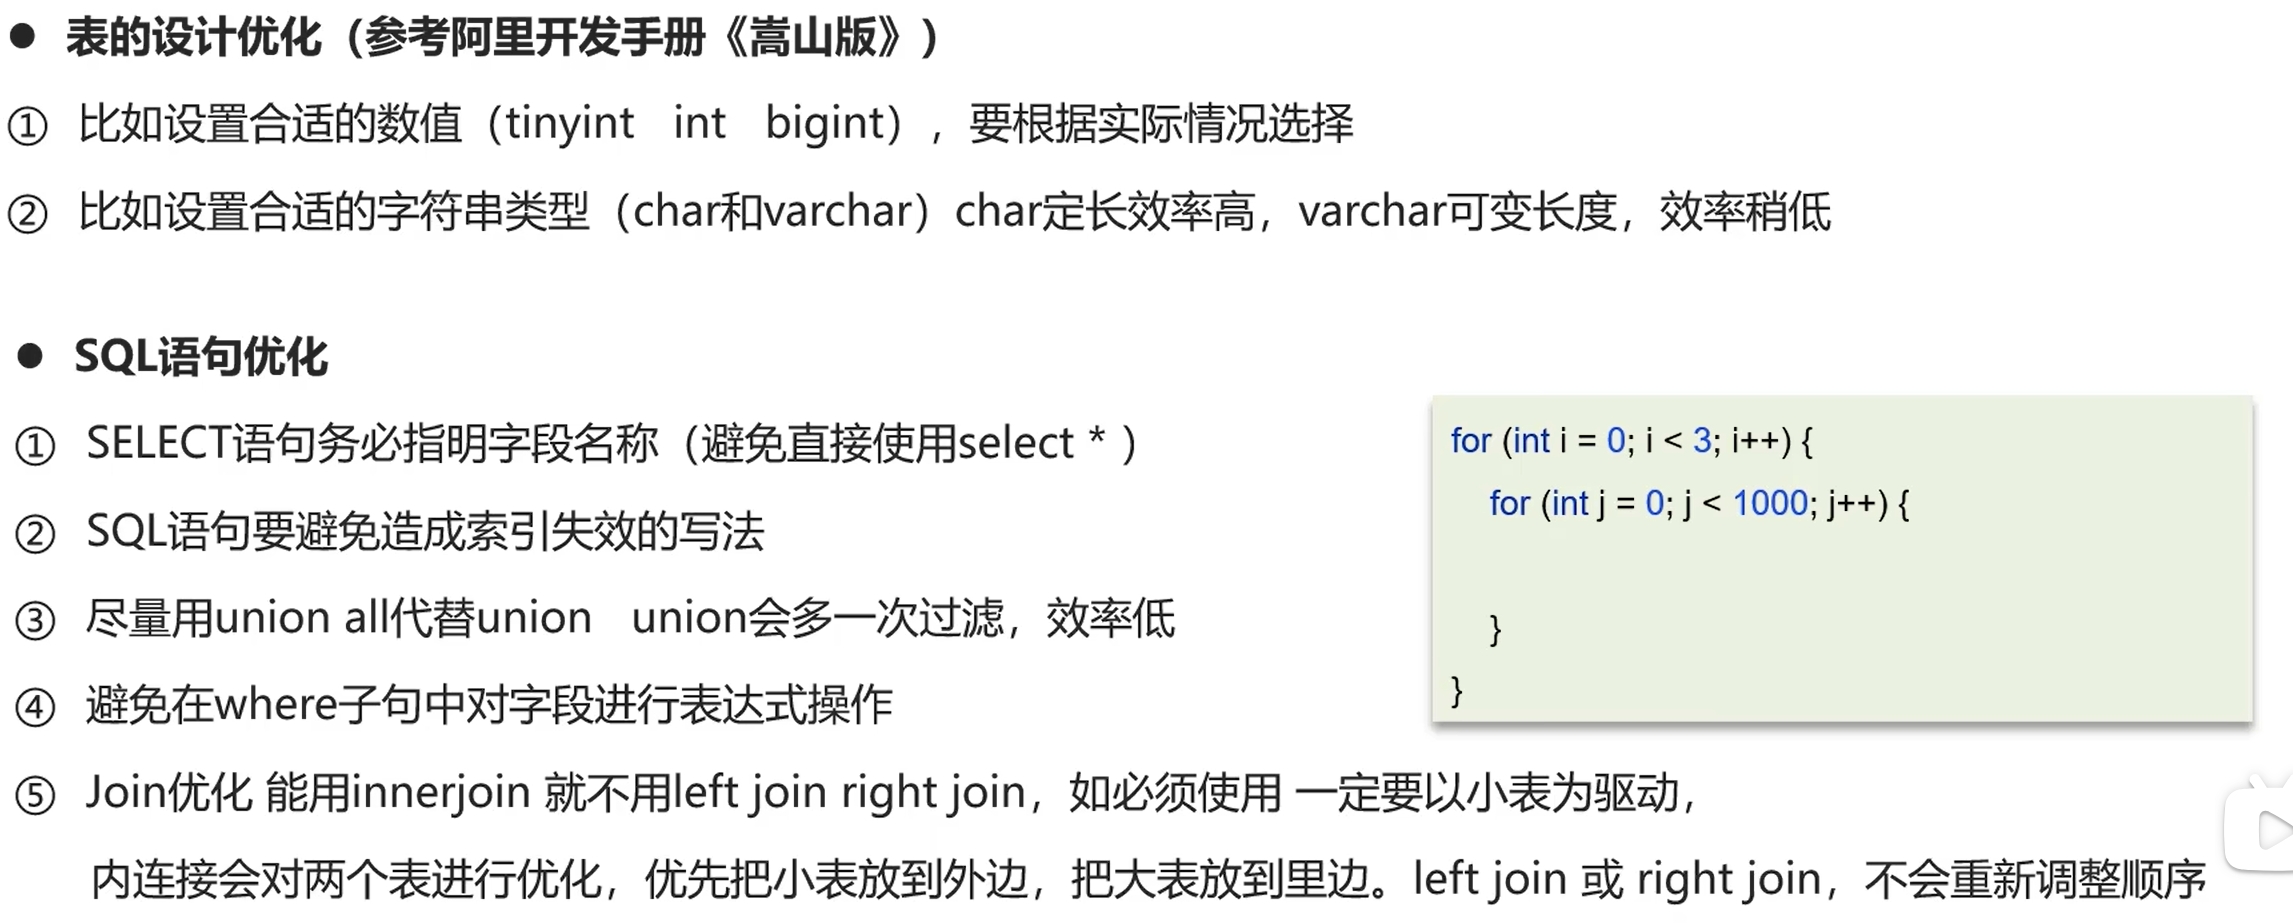 ● 表的设计优化（参考阿里开发手册《嵩山版》）
① 比如设置合适的数值（tinyint int bigint），要根据实际情况选择
② 比如设置合适的字符串类型（char和varchar）char定长效率高，varchar可变长度，效率稍低
● SQL语句优化
① SELECT语句务必指明字段名称（避免直接使用select * ）
② SQL语句要避免造成索引失效的写法
③ 尽量用union all代替union union会多一次过滤，效率低
④ 避免在where子句中对字段进行表达式操作
⑤ Join优化 能用innerjoin 就不用left join right join，如必须使用 一定要以小表为驱动，
内连接会对两个表进行优化，优先把小表放到外边，把大表放到里边。left join 或 right join，不会重新调整顺序
for (int i = 0; i < 3; i++) {
for (int j = 0; j < 1000; j++) {
}
}